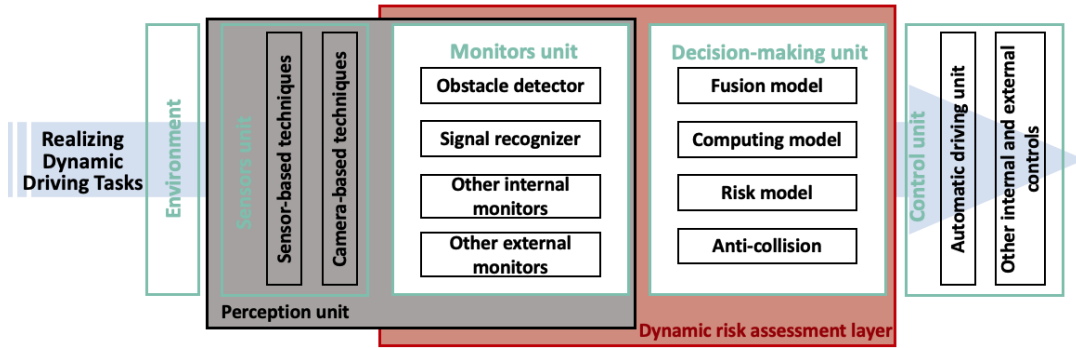 Realizing
Dynamic
Driving Tasks
Environment
Sensors unit
Sensor-based techniques
Camera-based techniques
Perception unit
Monitors unit
Obstacle detector
Signal recognizer
Other internal
monitors
Other external
monitors
Decision-making unit
Fusion model
Computing model
Risk model
Anti-collision
Dynamic risk assessment layer
Control unit
Automatic driving unit
Other internal and external
controls